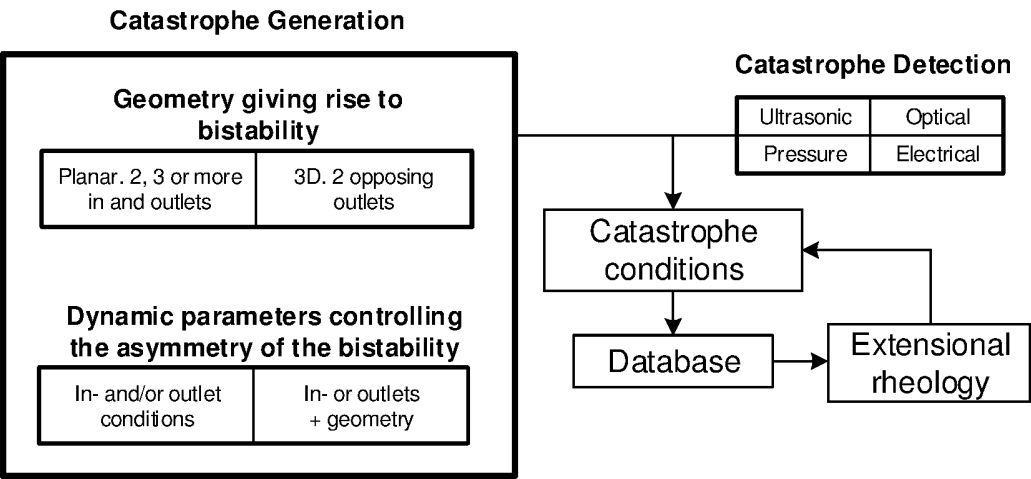 Catastrophe Generation
Geometry giving rise to
bistability
Planar. 2, 3 or more
in and outlets
3D. 2 opposing
outlets
Dynamic parameters controlling
the asymmetry of the bistability
In- and/or outlet
conditions
In- or outlets
+ geometry
Catastrophe Detection
Ultrasonic
Optical
Pressure
Electrical
Catastrophe
conditions
Database
Extensional
rheology